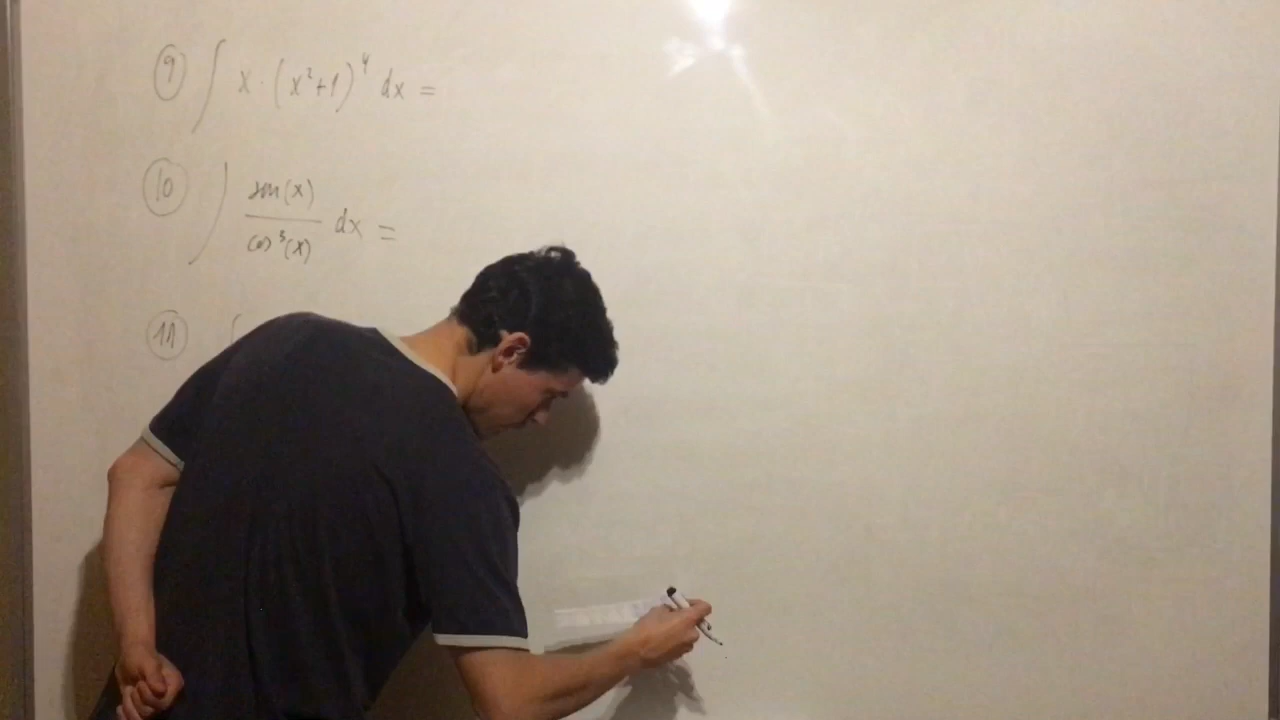 ⑨ ∫ x · (x²+1)⁴ dx =
⑩ ∫ sen(x)/cos³(x) dx =
⑪ ∫